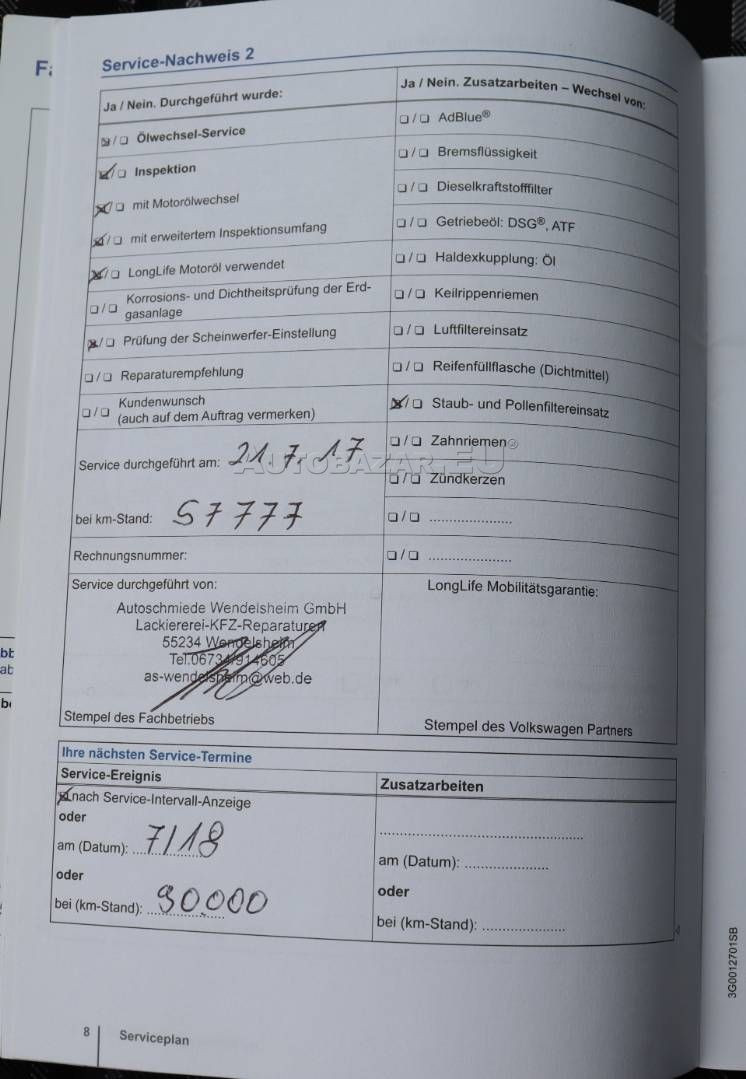 Service-Nachweis 2
Ja / Nein. Durchgeführt wurde:
Ölwechsel-Service
Inspektion
mit Motorölwechsel
mit erweitertem Inspektionsumfang
LongLife Motoröl verwendet
Korrosions- und Dichtheitsprüfung der Erd-
gasanlage
Prüfung der Scheinwerfer-Einstellung
Reparaturempfehlung
Kundenwunsch
(auch auf dem Auftrag vermerken)
Service durchgeführt am: 21.7.17
bei km-Stand: 57777
Rechnungsnummer:
Service durchgeführt von:
Autoschmiede Wendelsheim GmbH
Lackiererei-KFZ-Reparaturen
55234 Wendelsheim
Tel.06734/914605
as-wendelsheim@web.de
Stempel des Fachbetriebs
Ja / Nein. Zusatzarbeiten – Wechsel von:
AdBlue®
Bremsflüssigkeit
Dieselkraftstofffilter
Getriebeöl: DSG®, ATF
Haldexkupplung: Öl
Keilrippenriemen
Luftfiltereinsatz
Reifenfüllflasche (Dichtmittel)
Staub- und Pollenfiltereinsatz
Zahnriemen
Zündkerzen
LongLife Mobilitätsgarantie:
Stempel des Volkswagen Partners
AUTOBAZAR.EU
Ihre nächsten Service-Termine
Service-Ereignis
nach Service-Intervall-Anzeige
oder
am (Datum): 7/18
oder
bei (km-Stand): 90.000
Zusatzarbeiten
am (Datum):
oder
bei (km-Stand):
8 Serviceplan
3G0012701SB